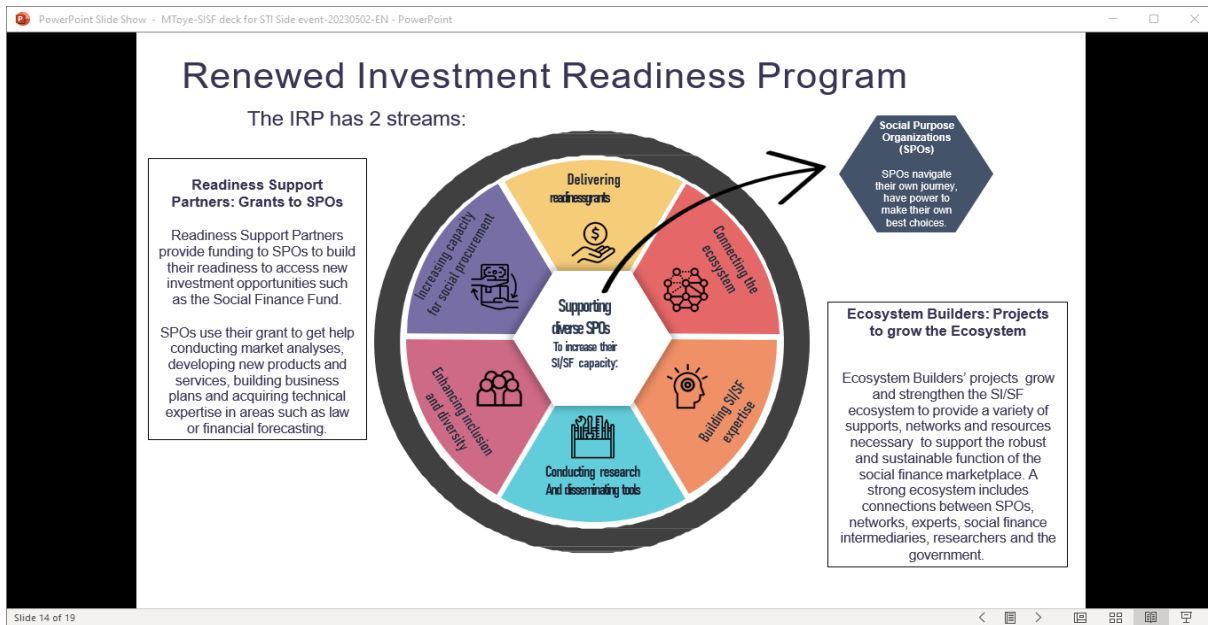 PowerPoint Slide Show - MToye-SISF deck for STI Side event-20230502-EN - PowerPoint
Renewed Investment Readiness Program
The IRP has 2 streams:
Readiness Support
Partners: Grants to SPOs
Readiness Support Partners
provide funding to SPOs to build
their readiness to access new
investment opportunities such
as the Social Finance Fund.
SPOs use their grant to get help
conducting market analyses,
developing new products and
services, building business
plans and acquiring technical
expertise in areas such as law
or financial forecasting.
Delivering
readinessgrants
Connecting the
ecosystem
Building SI/SF
expertise
Conducting research
And disseminating tools
Enhancing inclusion
and diversity
Increasing capacity
for social procurement
Supporting
diverse SPOs
To increase their
SI/SF capacity:
Social Purpose
Organizations
(SPOs)
SPOs navigate
their own journey,
have power to
make their own
best choices.
Ecosystem Builders: Projects
to grow the Ecosystem
Ecosystem Builders' projects grow
and strengthen the SI/SF
ecosystem to provide a variety of
supports, networks and resources
necessary to support the robust
and sustainable function of the
social finance marketplace. A
strong ecosystem includes
connections between SPOs,
networks, experts, social finance
intermediaries, researchers and the
government.
Slide 14 of 19